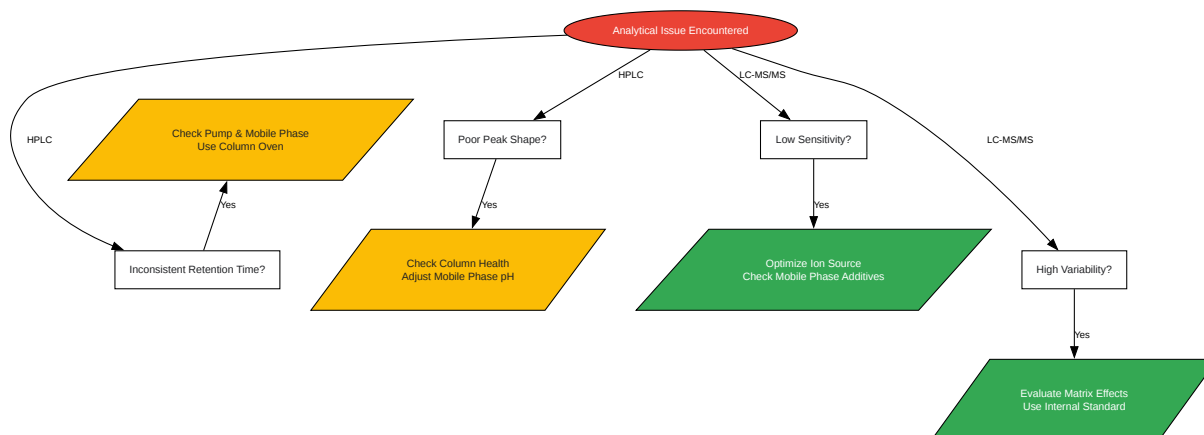 Analytical Issue Encountered
HPLC
LC-MS/MS
Check Pump & Mobile Phase
Use Column Oven
HPLC
Poor Peak Shape?
Low Sensitivity?
LC-MS/MS
Yes
Yes
Yes
Inconsistent Retention Time?
Check Column Health
Adjust Mobile Phase pH
Optimize Ion Source
Check Mobile Phase Additives
High Variability?
Yes
Evaluate Matrix Effects
Use Internal Standard